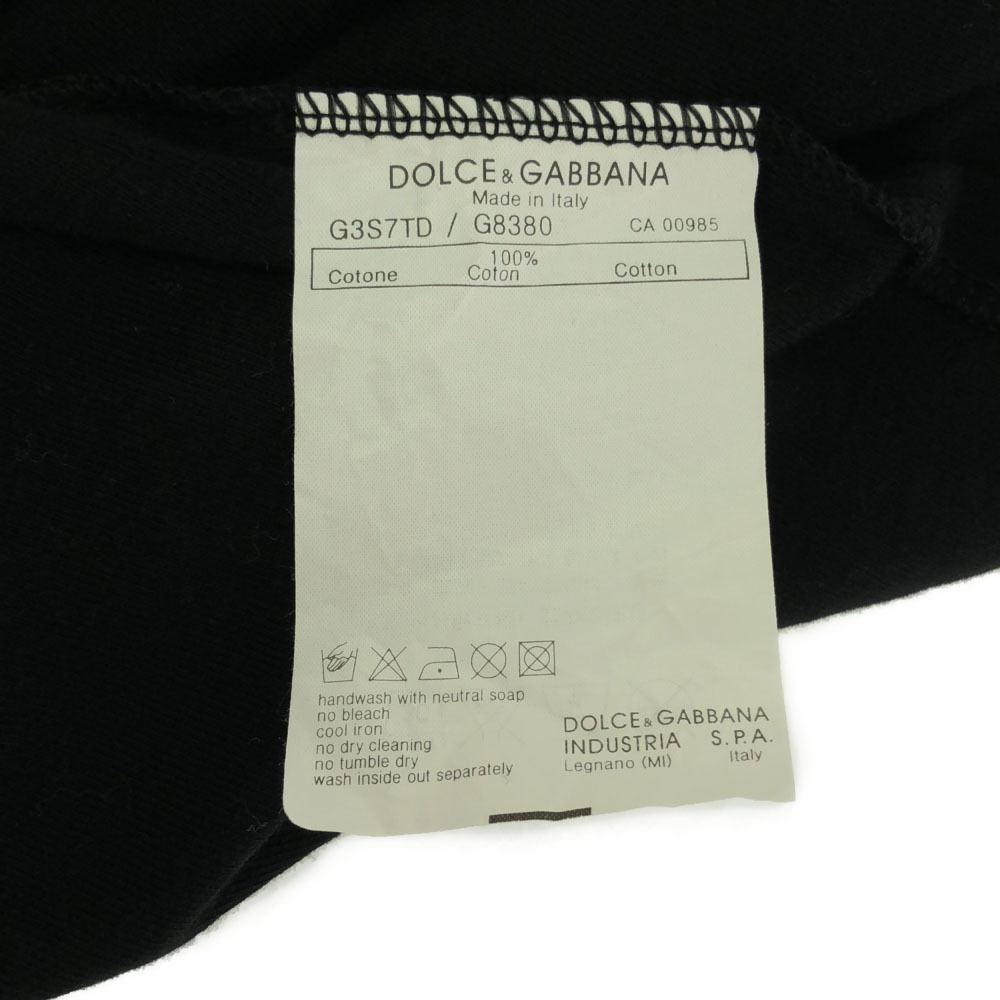 DOLCE & GABBANA
Made in Italy
G3S7TD / G8380 CA 00985
100%
Cotone Coton Cotton
handwash with neutral soap
no bleach
cool iron
no dry cleaning
no tumble dry
wash inside out separately
DOLCE & GABBANA
INDUSTRIA S.P.A.
Legnano (MI) Italy